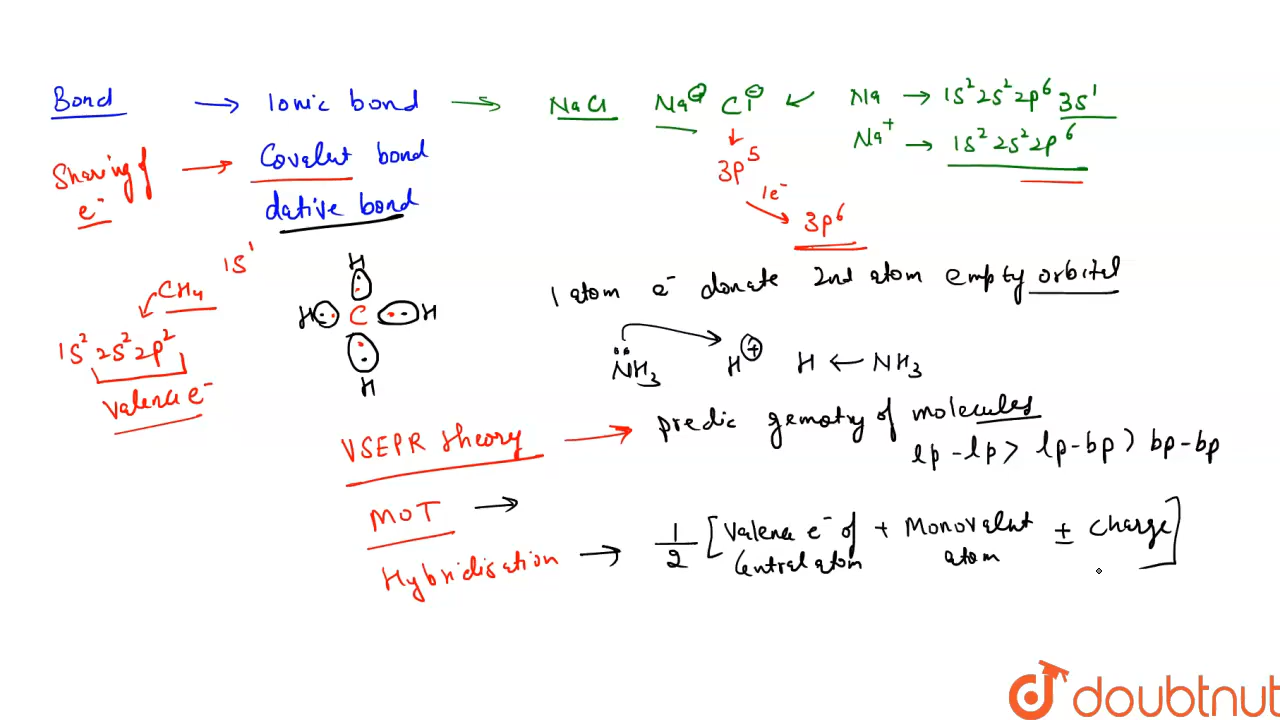 Bond → Ionic bond → NaCl Na⊕ Cl⊖ ↙ Na → 1s² 2s² 2p⁶ 3s¹
Na⁺ → 1s² 2s² 2p⁶
Sharing of e⁻ → Covalent bond
3p⁵
dative bond
1e⁻
3p⁶
CH₄
1s¹
1s² 2s² 2p²
Valence e⁻
H
H : C : H
H
1 atom e⁻ donate 2nd atom empty orbital
N̈H₃ H⊕ H ← NH₃
VSEPR theory → predic gemotry of molecules
lp - lp > lp - bp > bp - bp
MOT →
Hybridisation → 1/2 [Valence e⁻ of Central atom + Monovalent atom ± Charge]
doubtnut